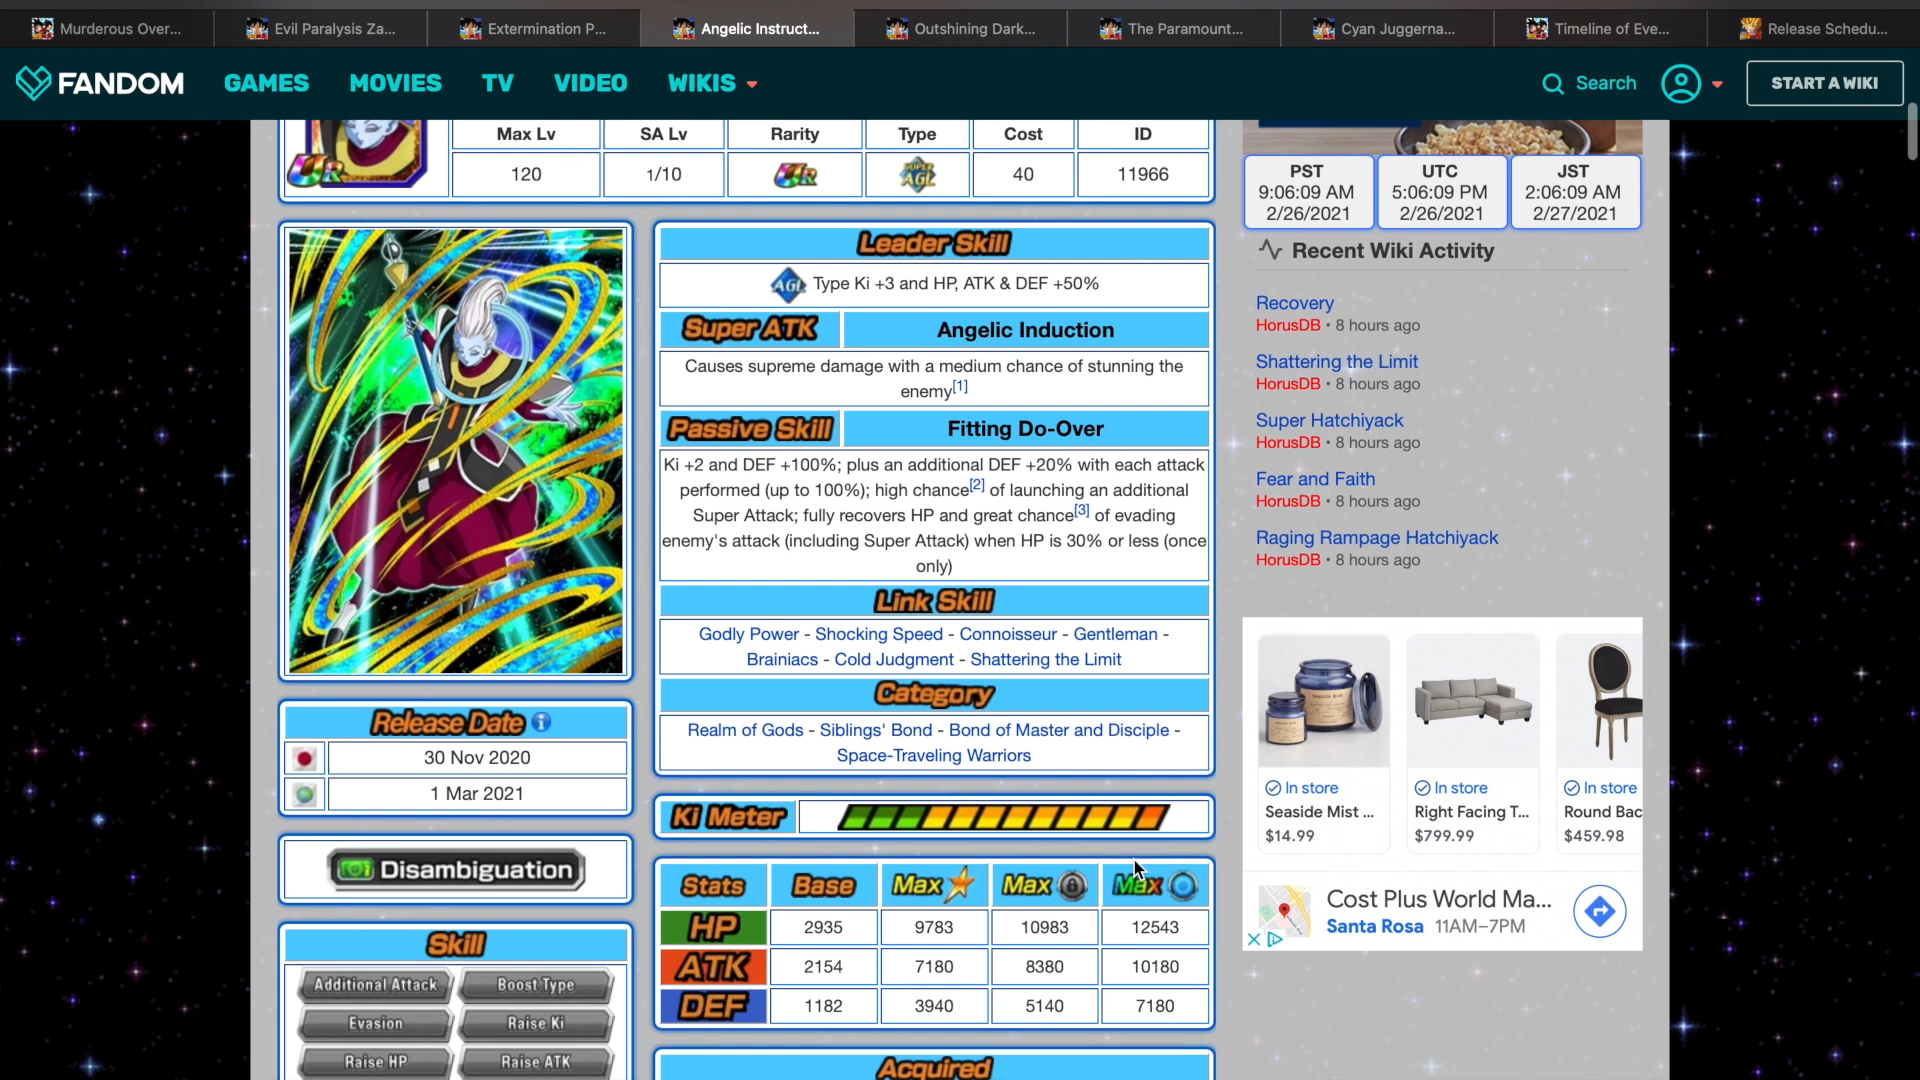 Murderous Over...
Evil Paralysis Za...
Extermination P...
Angelic Instruct...
Outshining Dark...
The Paramount...
Cyan Juggerna...
Timeline of Eve...
Release Schedu...
FANDOM
GAMES
MOVIES
TV
VIDEO
WIKIS
Search
START A WIKI
UR
Max Lv
SA Lv
Rarity
Type
Cost
ID
120
1/10
UR
SUPER AGL
40
11966
Leader Skill
AGL Type Ki +3 and HP, ATK & DEF +50%
Super ATK
Angelic Induction
Causes supreme damage with a medium chance of stunning the
enemy[1]
Passive Skill
Fitting Do-Over
Ki +2 and DEF +100%; plus an additional DEF +20% with each attack
performed (up to 100%); high chance[2] of launching an additional
Super Attack; fully recovers HP and great chance[3] of evading
enemy's attack (including Super Attack) when HP is 30% or less (once
only)
Link Skill
Godly Power - Shocking Speed - Connoisseur - Gentleman -
Brainiacs - Cold Judgment - Shattering the Limit
Category
Realm of Gods - Siblings' Bond - Bond of Master and Disciple -
Space-Traveling Warriors
Release Date
30 Nov 2020
1 Mar 2021
Disambiguation
Skill
Additional Attack
Boost Type
Evasion
Raise Ki
Raise HP
Raise ATK
Ki Meter
Stats
Base
Max
Max
Max
HP
2935
9783
10983
12543
ATK
2154
7180
8380
10180
DEF
1182
3940
5140
7180
Acquired
PST
9:06:09 AM
2/26/2021
UTC
5:06:09 PM
2/26/2021
JST
2:06:09 AM
2/27/2021
Recent Wiki Activity
Recovery
HorusDB • 8 hours ago
Shattering the Limit
HorusDB • 8 hours ago
Super Hatchiyack
HorusDB • 8 hours ago
Fear and Faith
HorusDB • 8 hours ago
Raging Rampage Hatchiyack
HorusDB • 8 hours ago
In store
Seaside Mist ...
$14.99
In store
Right Facing T...
$799.99
In store
Round Bac
$459.98
Cost Plus World Ma...
Santa Rosa 11AM–7PM